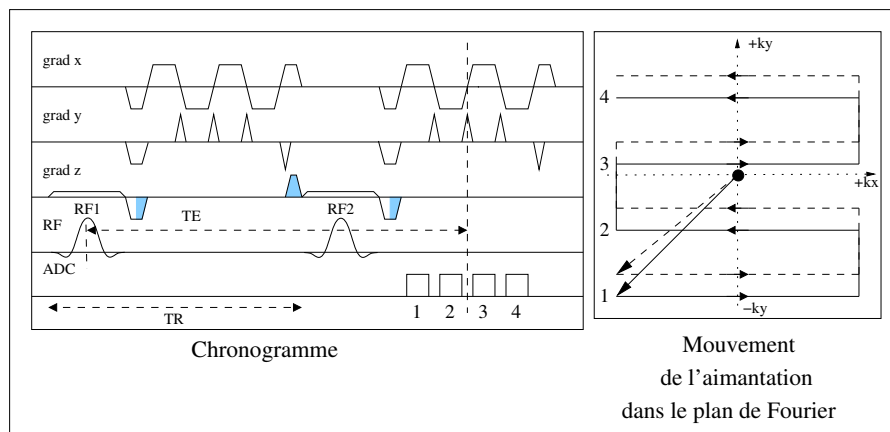 grad x
grad y
grad z
RF1
TE
RF2
RF
ADC
1 2 3 4
TR
Chronogramme
+ky
4
3
+kx
2
1
−ky
Mouvement
de l'aimantation
dans le plan de Fourier